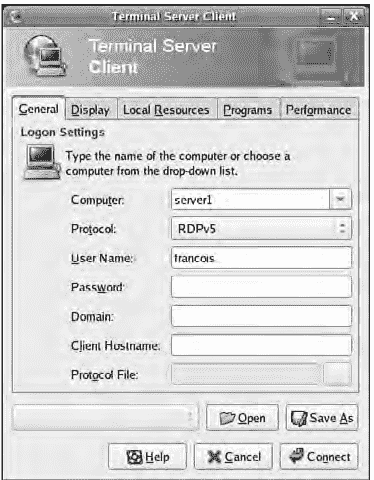 Terminal Server Client
Terminal Server
Client
General Display Local Resources Programs Performance
Logon Settings
Type the name of the computer or choose a
computer from the drop-down list.
Computer: server1
Protocol: RDPv5
User Name: francois
Password:
Domain:
Client Hostname:
Protocol File:
Open Save As
Help Cancel Connect